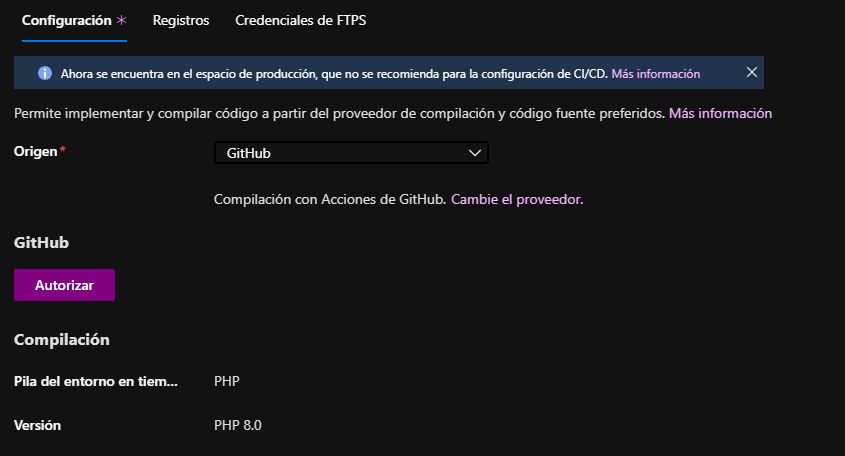 Configuración * Registros Credenciales de FTPS
Ahora se encuentra en el espacio de producción, que no se recomienda para la configuración de CI/CD. Más información
Permite implementar y compilar código a partir del proveedor de compilación y código fuente preferidos. Más información
Origen * GitHub
Compilación con Acciones de GitHub. Cambie el proveedor.
GitHub
Autorizar
Compilación
Pila del entorno en tiem... PHP
Versión PHP 8.0